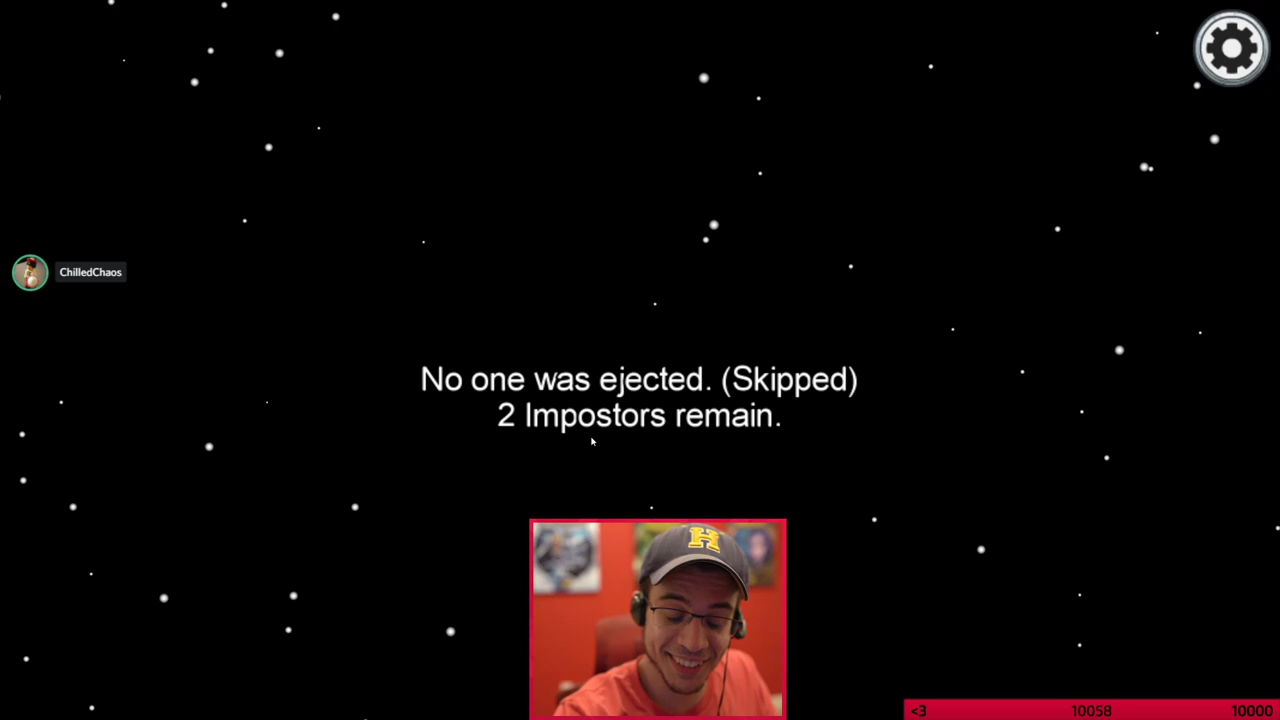 ChilledChaos
No one was ejected. (Skipped)
2 Impostors remain.
H
<3 10058 10000